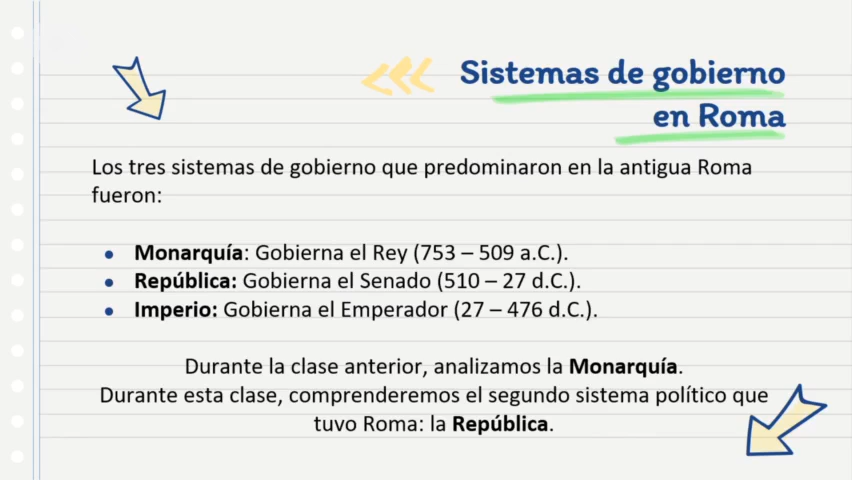 Sistemas de gobierno
en Roma
Los tres sistemas de gobierno que predominaron en la antigua Roma
fueron:
• Monarquía: Gobierna el Rey (753 – 509 a.C.).
• República: Gobierna el Senado (510 – 27 d.C.).
• Imperio: Gobierna el Emperador (27 – 476 d.C.).
Durante la clase anterior, analizamos la Monarquía.
Durante esta clase, comprenderemos el segundo sistema político que
tuvo Roma: la República.